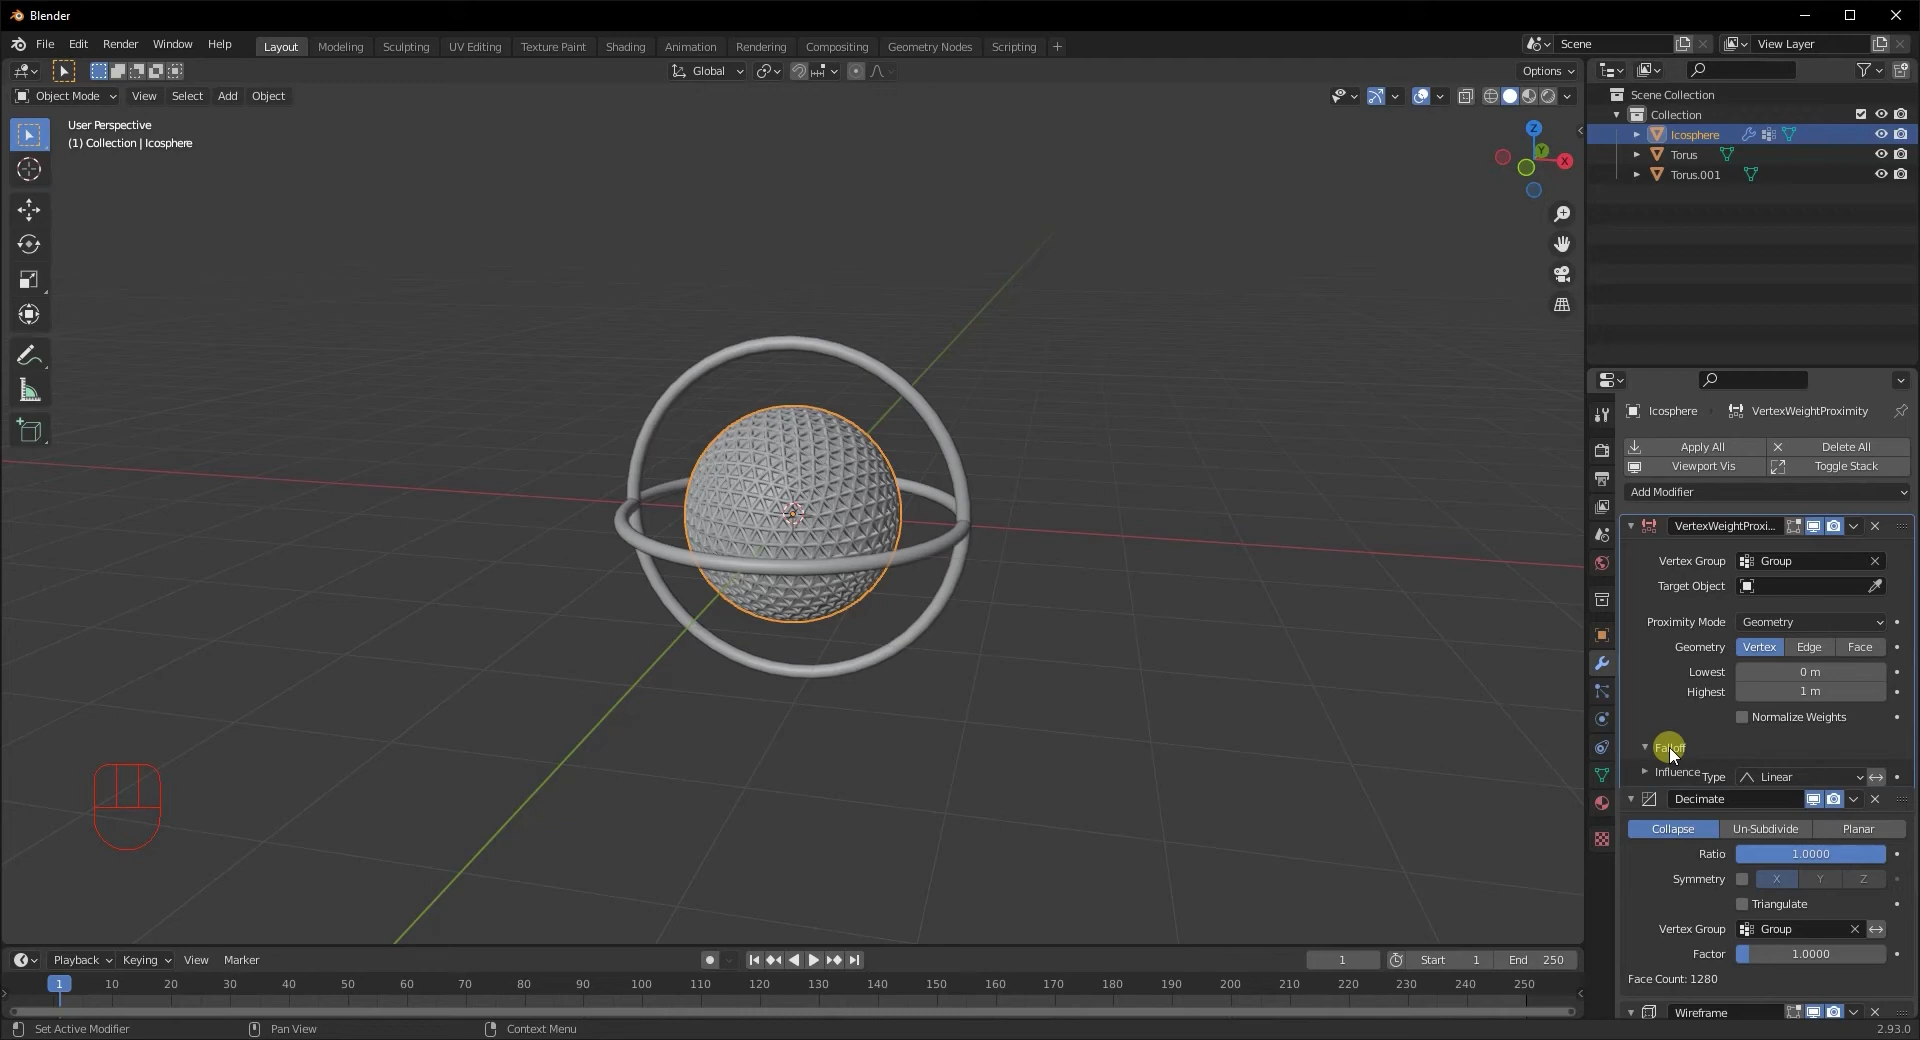 Blender
File Edit Render Window Help
Layout Modeling Sculpting UV Editing Texture Paint Shading Animation Rendering Compositing Geometry Nodes Scripting +
Scene
View Layer
Global
Options
Object Mode View Select Add Object
User Perspective
(1) Collection | Icosphere
Z
Y
X
Scene Collection
Collection
Icosphere
Torus
Torus.001
Icosphere VertexWeightProximity
Apply All Delete All
Viewport Vis Toggle Stack
Add Modifier
VertexWeightProxi...
Vertex Group Group
Target Object
Proximity Mode Geometry
Geometry Vertex Edge Face
Lowest 0 m
Highest 1 m
Normalize Weights
Falloff
Influence Type Linear
Decimate
Collapse Un-Subdivide Planar
Ratio 1.0000
Symmetry X Y Z
Triangulate
Vertex Group Group
Factor 1.0000
Face Count: 1280
Wireframe
Playback Keying View Marker
1 Start 1 End 250
1 10 20 30 40 50 60 70 80 90 100 110 120 130 140 150 160 170 180 190 200 210 220 230 240 250
Set Active Modifier Pan View Context Menu 2.93.0